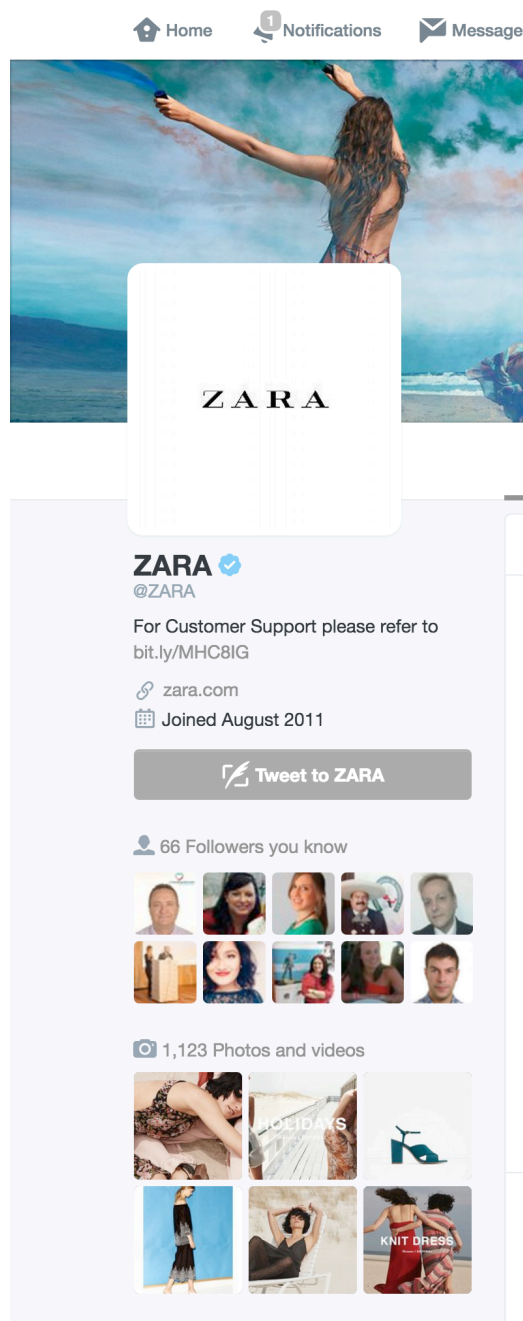 Home
1
Notifications
Message
ZARA
ZARA
@ZARA
For Customer Support please refer to
bit.ly/MHC8IG
zara.com
Joined August 2011
Tweet to ZARA
66 Followers you know
1,123 Photos and videos
HOLIDAYS
KNIT DRESS